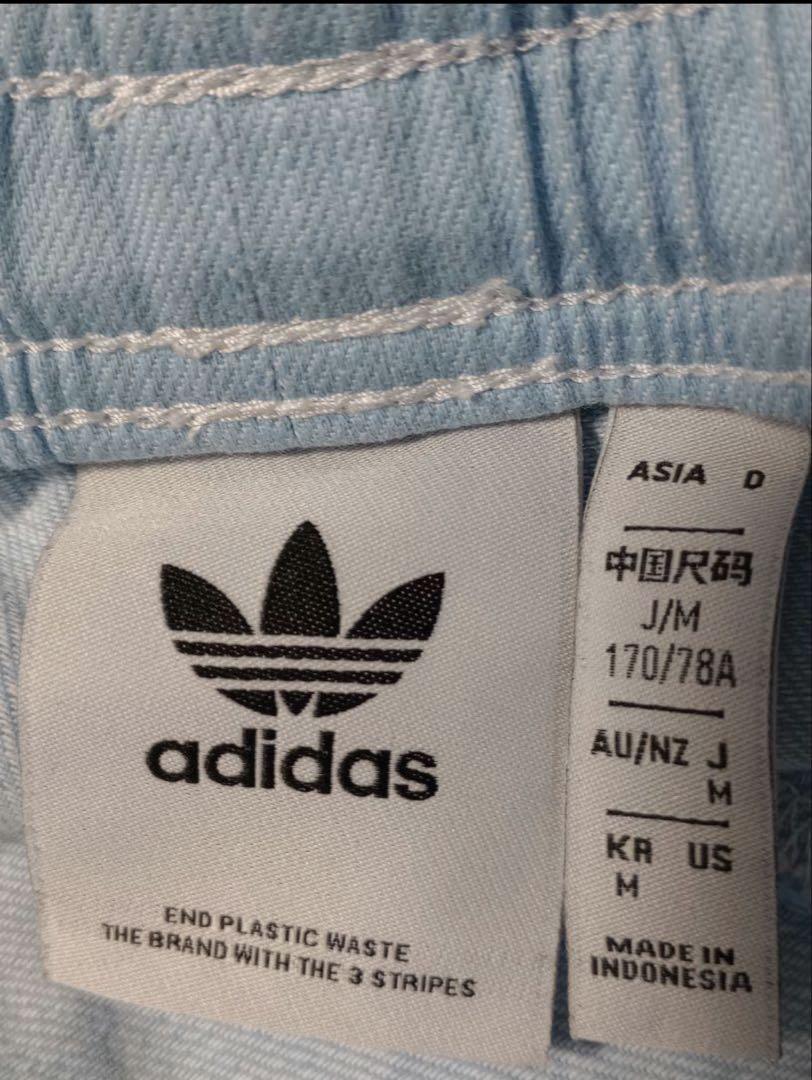 adidas
END PLASTIC WASTE
THE BRAND WITH THE 3 STRIPES
ASIA D
中国尺码
J/M
170/78A
AU/NZ J
M
KR US
M
MADE IN
INDONESIA